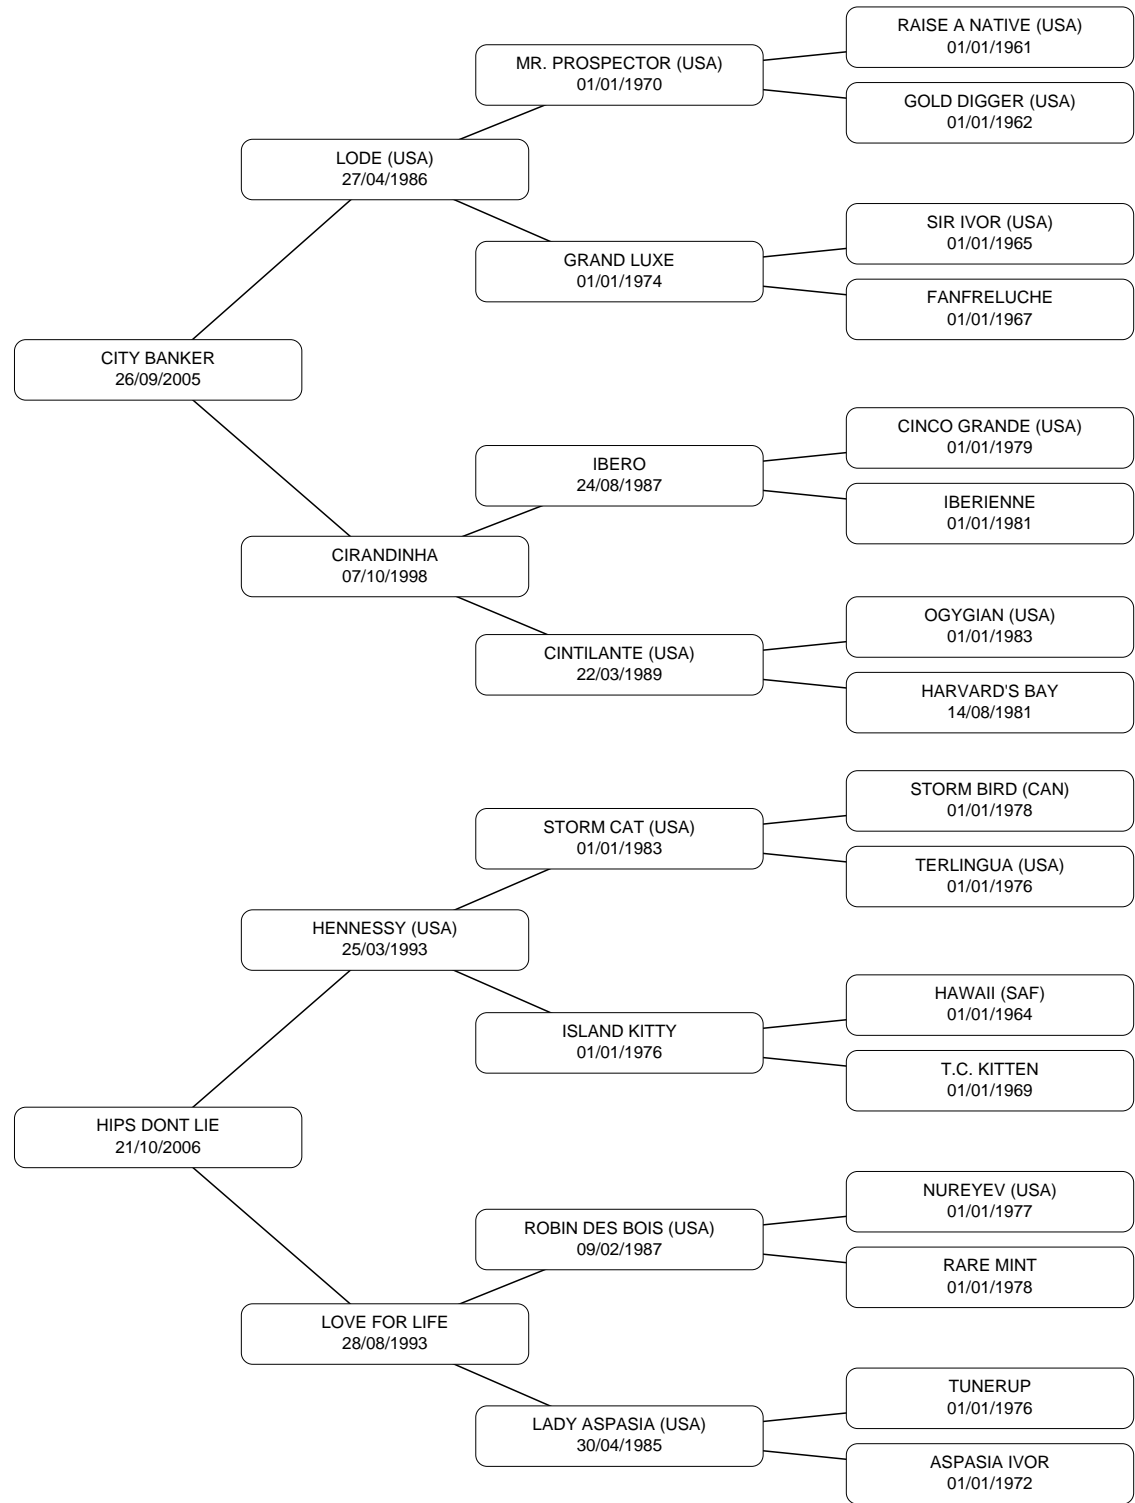 RAISE A NATIVE (USA)
01/01/1961
MR. PROSPECTOR (USA)
01/01/1970
GOLD DIGGER (USA)
01/01/1962
LODE (USA)
27/04/1986
SIR IVOR (USA)
01/01/1965
GRAND LUXE
01/01/1974
FANFRELUCHE
01/01/1967
CITY BANKER
26/09/2005
CINCO GRANDE (USA)
01/01/1979
IBERO
24/08/1987
IBERIENNE
01/01/1981
CIRANDINHA
07/10/1998
OGYGIAN (USA)
01/01/1983
CINTILANTE (USA)
22/03/1989
HARVARD'S BAY
14/08/1981
STORM BIRD (CAN)
01/01/1978
STORM CAT (USA)
01/01/1983
TERLINGUA (USA)
01/01/1976
HENNESSY (USA)
25/03/1993
HAWAII (SAF)
01/01/1964
ISLAND KITTY
01/01/1976
T.C. KITTEN
01/01/1969
HIPS DONT LIE
21/10/2006
NUREYEV (USA)
01/01/1977
ROBIN DES BOIS (USA)
09/02/1987
RARE MINT
01/01/1978
LOVE FOR LIFE
28/08/1993
TUNERUP
01/01/1976
LADY ASPASIA (USA)
30/04/1985
ASPASIA IVOR
01/01/1972